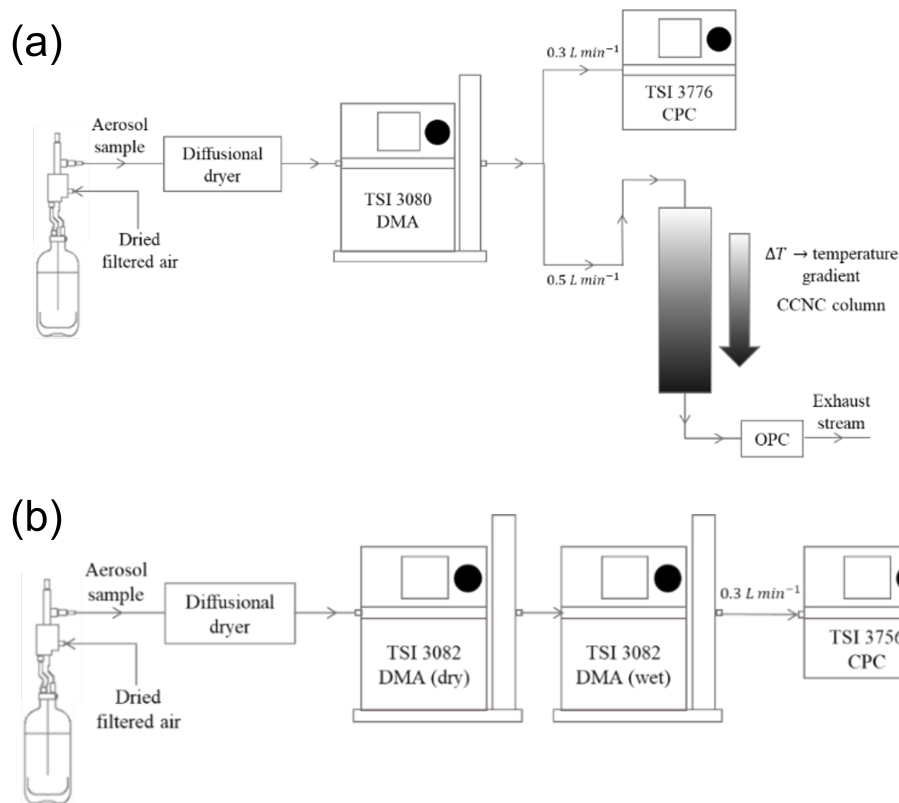 (a)
Aerosol
sample
Dried
filtered air
Diffusional
dryer
TSI 3080
DMA
0.3 L min⁻¹
TSI 3776
CPC
0.5 L min⁻¹
ΔT → temperature
gradient
CCNC column
OPC
Exhaust
stream
(b)
Aerosol
sample
Dried
filtered air
Diffusional
dryer
TSI 3082
DMA (dry)
TSI 3082
DMA (wet)
0.3 L min⁻¹
TSI 3756
CPC